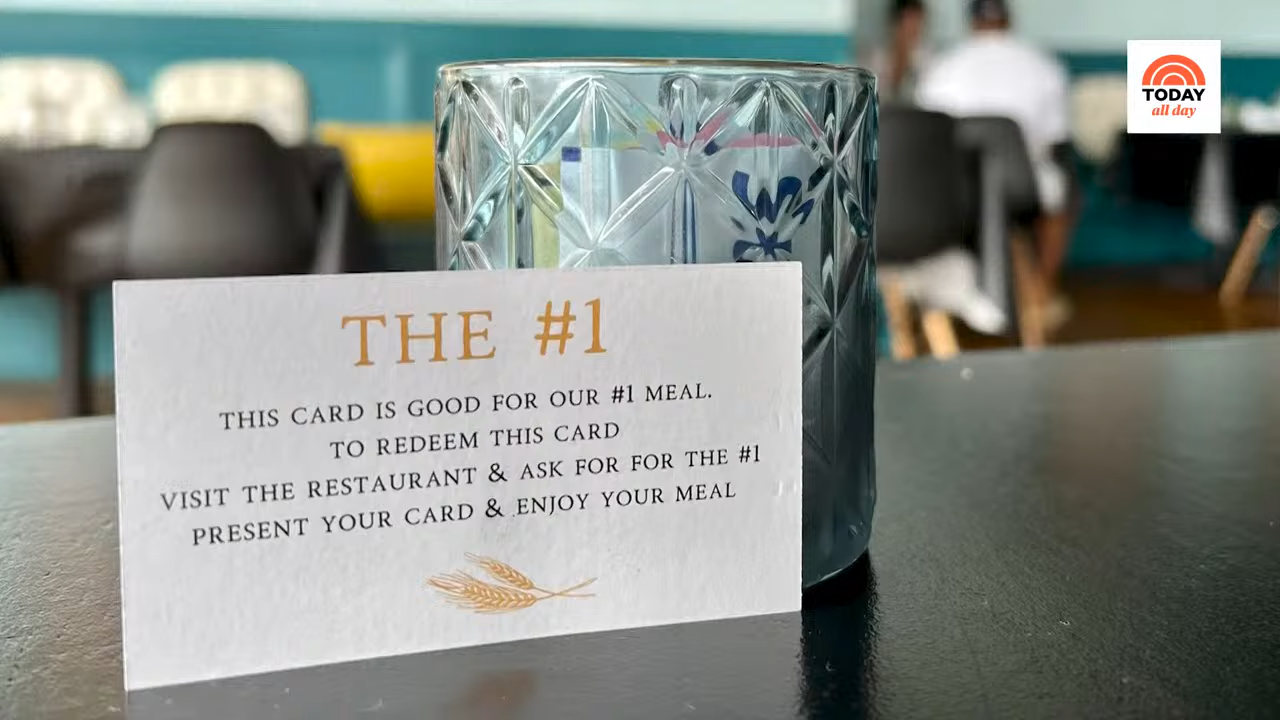 TODAY
all day
THE #1
THIS CARD IS GOOD FOR OUR #1 MEAL.
TO REDEEM THIS CARD
VISIT THE RESTAURANT & ASK FOR FOR THE #1
PRESENT YOUR CARD & ENJOY YOUR MEAL